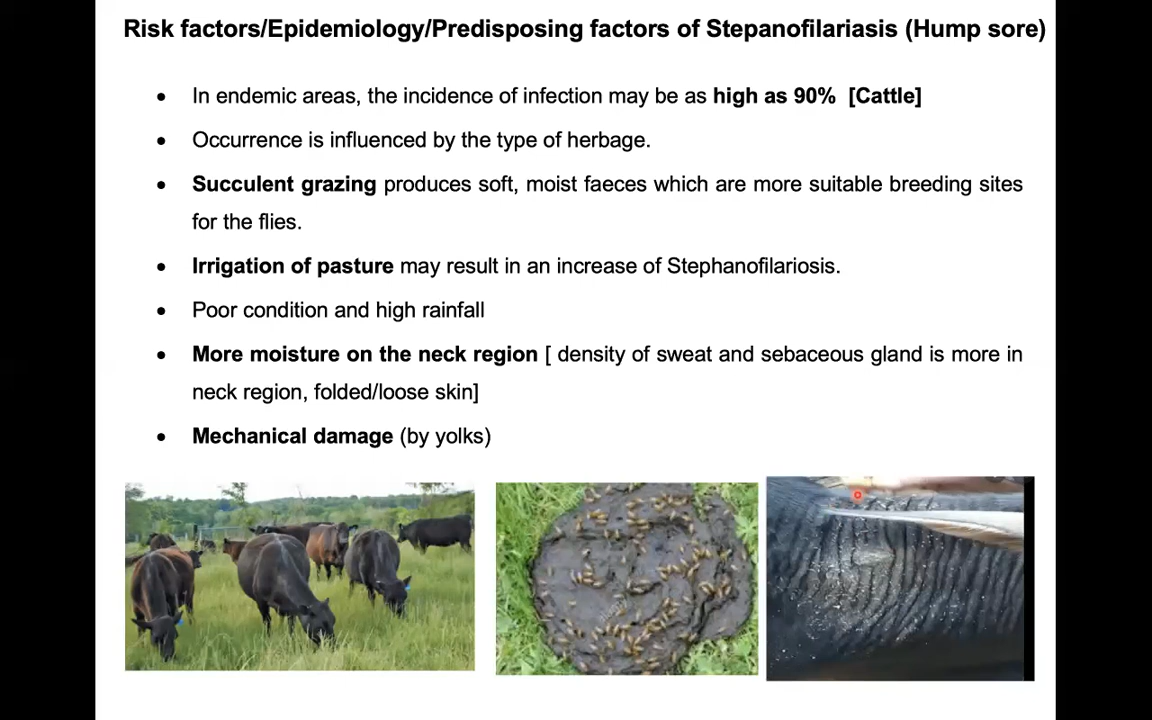 Risk factors/Epidemiology/Predisposing factors of Stepanofilariasis (Hump sore)
• In endemic areas, the incidence of infection may be as high as 90% [Cattle]
• Occurrence is influenced by the type of herbage.
• Succulent grazing produces soft, moist faeces which are more suitable breeding sites
for the flies.
• Irrigation of pasture may result in an increase of Stephanofilariosis.
• Poor condition and high rainfall
• More moisture on the neck region [ density of sweat and sebaceous gland is more in
neck region, folded/loose skin]
• Mechanical damage (by yolks)